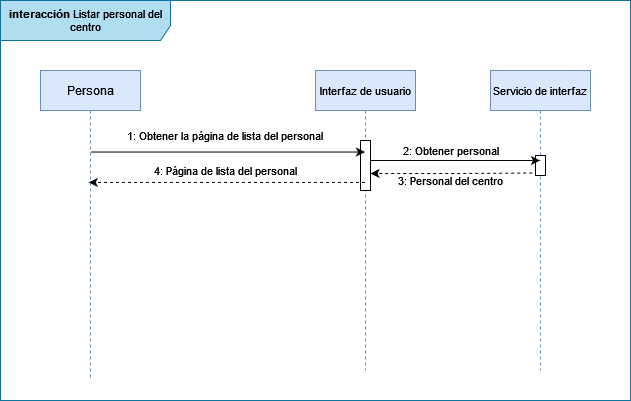 interacción Listar personal del
centro
Persona
Interfaz de usuario
Servicio de interfaz
1: Obtener la página de lista del personal
2: Obtener personal
4: Página de lista del personal
3: Personal del centro